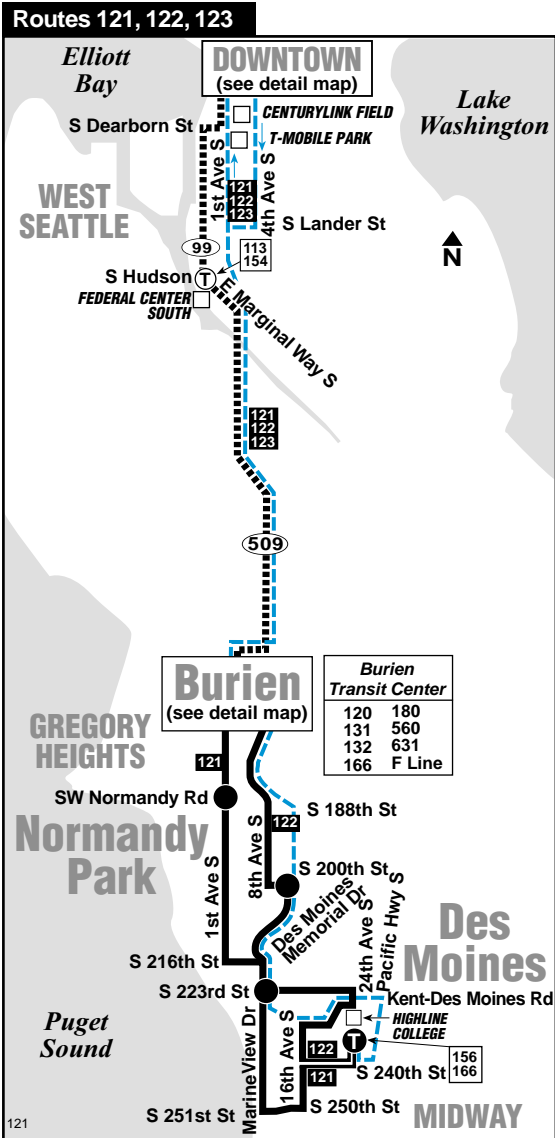 Routes 121, 122, 123
Elliott
Bay
DOWNTOWN
(see detail map)
Lake
Washington
CENTURYLINK FIELD
S Dearborn St
T-MOBILE PARK
1st Ave S
4th Ave S
WEST
SEATTLE
121
122
123
S Lander St
99
113
154
N
S Hudson
T
FEDERAL CENTER
SOUTH
E Marginal Way S
121
122
123
509
Burien
(see detail map)
Burien
Transit Center
120 180
131 560
132 631
166 F Line
GREGORY
HEIGHTS
121
SW Normandy Rd
S 188th St
122
Normandy
Park
8th Ave S
1st Ave S
S 200th St
Des Moines
Memorial Dr
24th Ave S
Pacific Hwy S
Des
Moines
S 216th St
S 223rd St
Kent-Des Moines Rd
HIGHLINE
COLLEGE
Puget
Sound
MarineView Dr
16th Ave S
T
122
156
166
121
S 240th St
S 251st St
S 250th St
MIDWAY
121